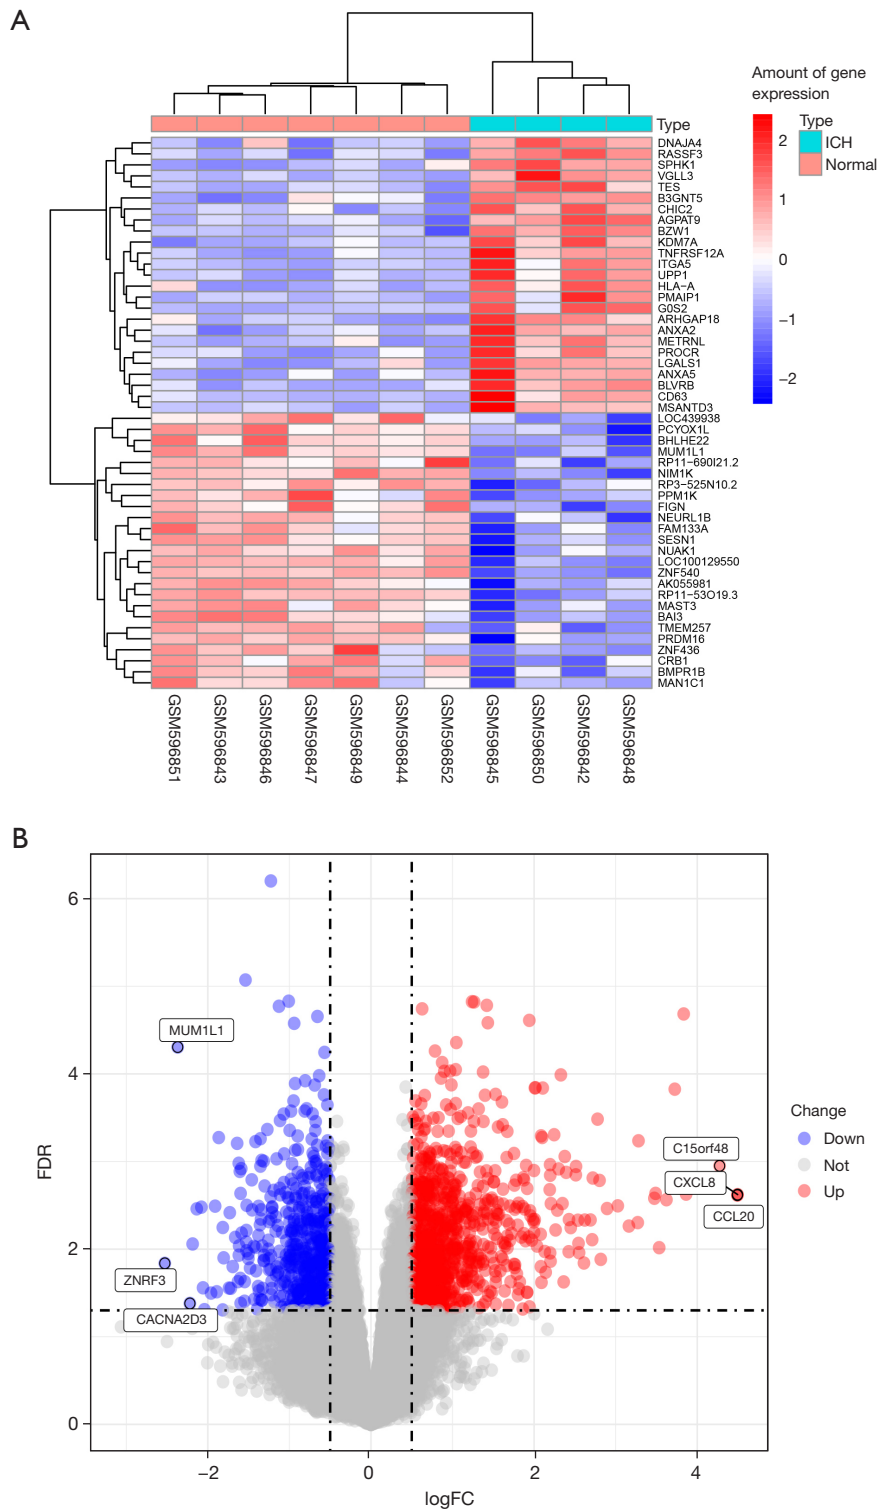 A
Amount of gene
expression
2
1
0
−1
−2
Type
ICH
Normal
Type
DNAJA4
RASSF3
SPHK1
VGLL3
TES
B3GNT5
CHIC2
AGPAT9
BZW1
KDM7A
TNFRSF12A
ITGA5
UPP1
HLA−A
PMAIP1
G0S2
ARHGAP18
ANXA2
METRNL
PROCR
LGALS1
ANXA5
BLVRB
CD63
MSANTD3
LOC439938
PCYOX1L
BHLHE22
MUM1L1
RP11−690I21.2
NIM1K
RP3−525N10.2
PPM1K
FIGN
NEURL1B
FAM133A
SESN1
NUAK1
LOC100129550
ZNF540
AK055981
RP11−53O19.3
MAST3
BAI3
TMEM257
PRDM16
ZNF436
CRB1
BMPR1B
MAN1C1
GSM596851
GSM596843
GSM596846
GSM596847
GSM596849
GSM596844
GSM596852
GSM596845
GSM596850
GSM596842
GSM596848
B
FDR
6
4
2
0
MUM1L1
ZNRF3
CACNA2D3
C15orf48
CXCL8
CCL20
−2
0
2
4
logFC
Change
Down
Not
Up